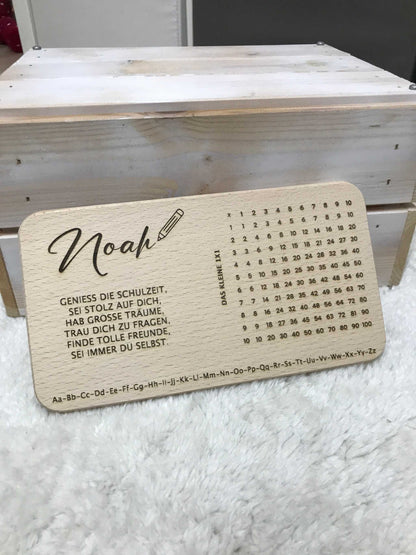 Noah
GENIESS DIE SCHULZEIT,
SEI STOLZ AUF DICH,
HAB GROSSE TRÄUME,
TRAU DICH ZU FRAGEN,
FINDE TOLLE FREUNDE,
SEI IMMER DU SELBST.
DAS KLEINE 1X1
x 1 2 3 4 5 6 7 8 9 10
1 1 2 3 4 5 6 7 8 9 10
2 2 4 6 8 10 12 14 16 18 20
3 3 6 9 12 15 18 21 24 27 30
4 4 8 12 16 20 24 28 32 36 40
5 5 10 15 20 25 30 35 40 45 50
6 6 12 18 24 30 36 42 48 54 60
7 7 14 21 28 35 42 49 56 63 70
8 8 16 24 32 40 48 56 64 72 80
9 9 18 27 36 45 54 63 72 81 90
10 10 20 30 40 50 60 70 80 90 100
Aa-Bb-Cc-Dd-Ee-Ff-Gg-Hh-Ii-Jj-Kk-Ll-Mm-Nn-Oo-Pp-Qq-Rr-Ss-Tt-Uu-Vv-Ww-Xx-Yy-Zz